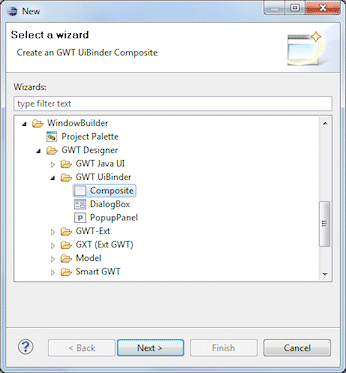 New
Select a wizard
Create an GWT UiBinder Composite
Wizards:
type filter text
WindowBuilder
Project Palette
GWT Designer
GWT Java UI
GWT UiBinder
Composite
DialogBox
P PopupPanel
GWT-Ext
GXT (Ext GWT)
Model
Smart GWT
? < Back Next > Finish Cancel